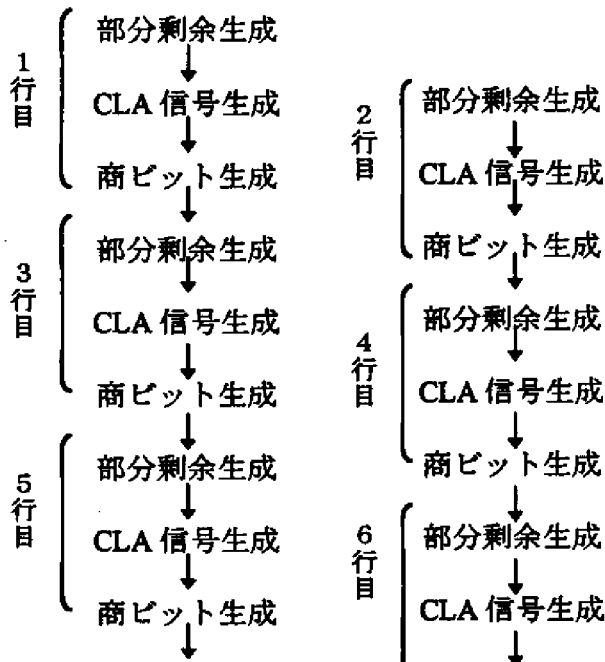 1行目
部分剰余生成
CLA 信号生成
商ビット生成
3行目
部分剰余生成
CLA 信号生成
商ビット生成
5行目
部分剰余生成
CLA 信号生成
商ビット生成
2行目
部分剰余生成
CLA 信号生成
商ビット生成
4行目
部分剰余生成
CLA 信号生成
商ビット生成
6行目
部分剰余生成
CLA 信号生成